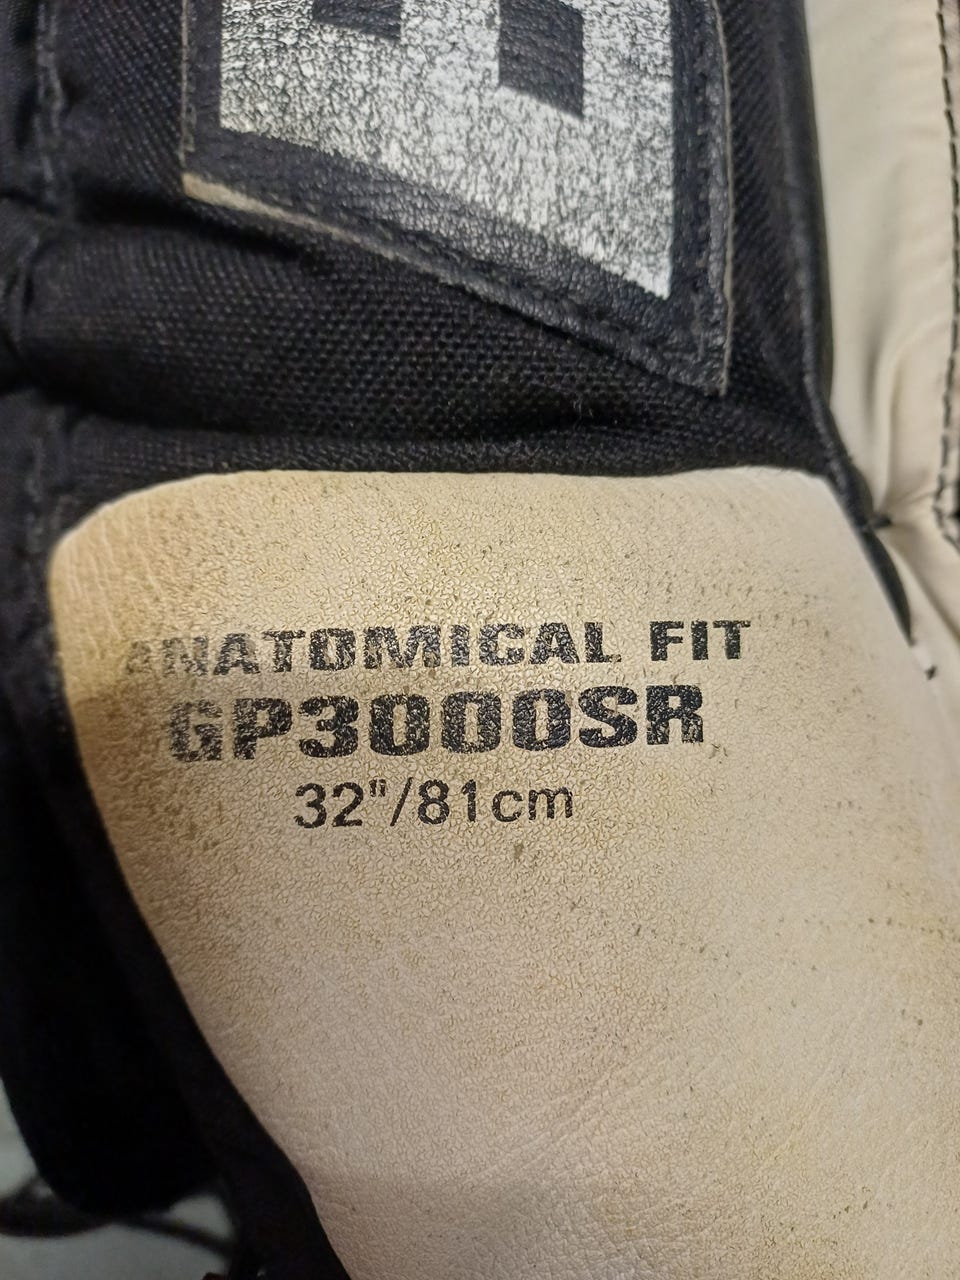 ANATOMICAL FIT
GP3000SR
32"/81cm